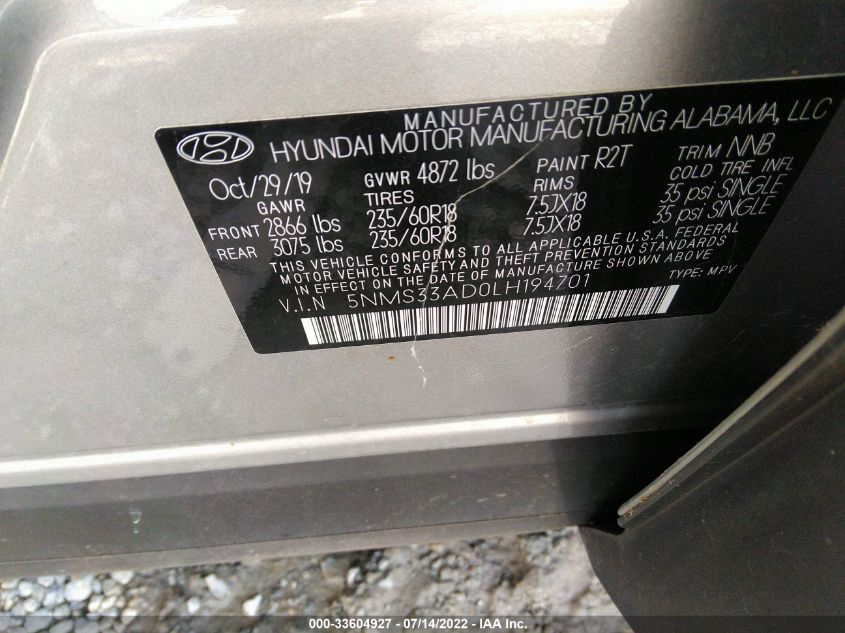 MANUFACTURED BY
HYUNDAI MOTOR MANUFACTURING ALABAMA, LLC
Oct/29/19 GVWR 4872 lbs PAINT R2T TRIM NNB
GAWR TIRES RIMS COLD TIRE INFL
FRONT 2866 lbs 235/60R18 7.5JX18 35 psi SINGLE
REAR 3075 lbs 235/60R18 7.5JX18 35 psi SINGLE
THIS VEHICLE CONFORMS TO ALL APPLICABLE U.S.A. FEDERAL
MOTOR VEHICLE SAFETY AND THEFT PREVENTION STANDARDS
IN EFFECT ON THE DATE OF MANUFACTURE SHOWN ABOVE
V.I.N 5NMS33AD0LH194701 TYPE: MPV
000-33604927 - 07/14/2022 - IAA Inc.